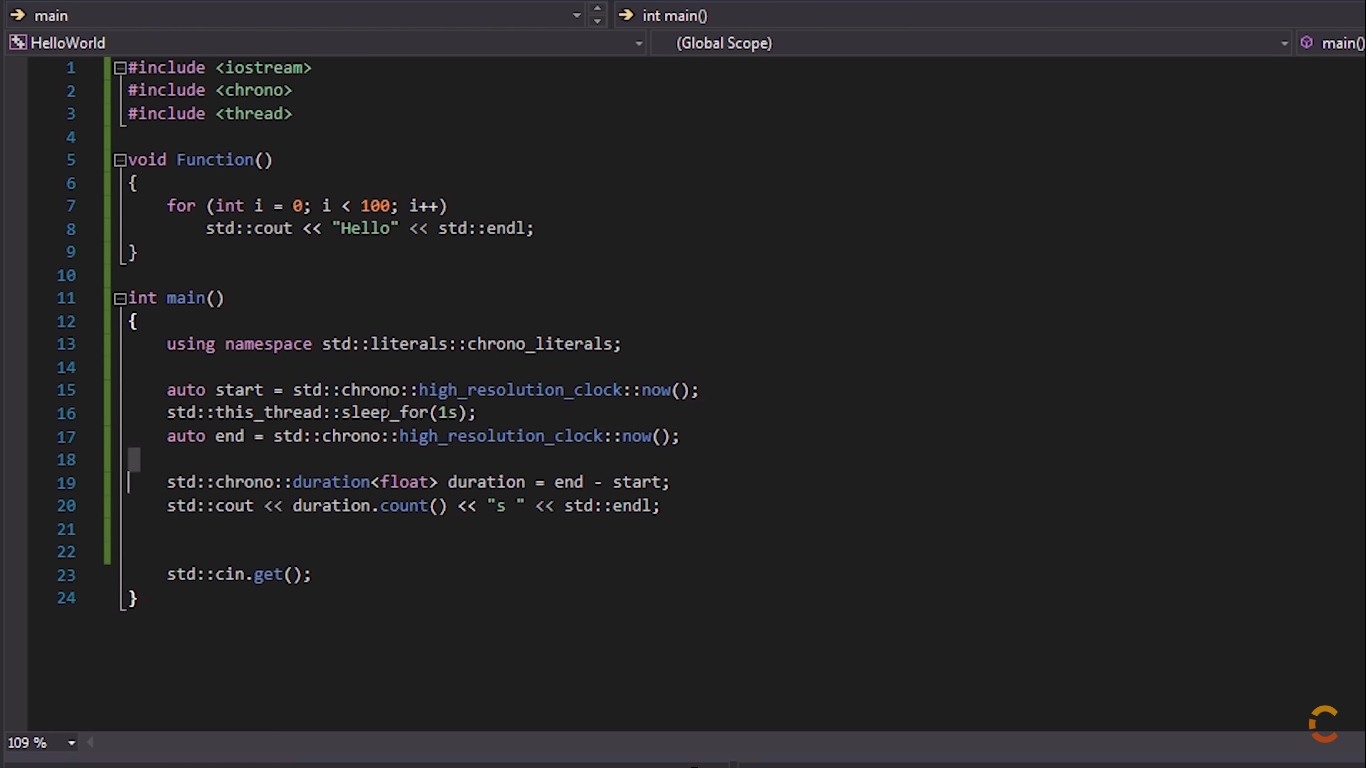 main int main()
HelloWorld (Global Scope) main()
1 #include <iostream>
2 #include <chrono>
3 #include <thread>
4
5 void Function()
6 {
7 for (int i = 0; i < 100; i++)
8 std::cout << "Hello" << std::endl;
9 }
10
11 int main()
12 {
13 using namespace std::literals::chrono_literals;
14
15 auto start = std::chrono::high_resolution_clock::now();
16 std::this_thread::sleep_for(1s);
17 auto end = std::chrono::high_resolution_clock::now();
18
19 std::chrono::duration<float> duration = end - start;
20 std::cout << duration.count() << "s " << std::endl;
21
22
23 std::cin.get();
24 }
109 %